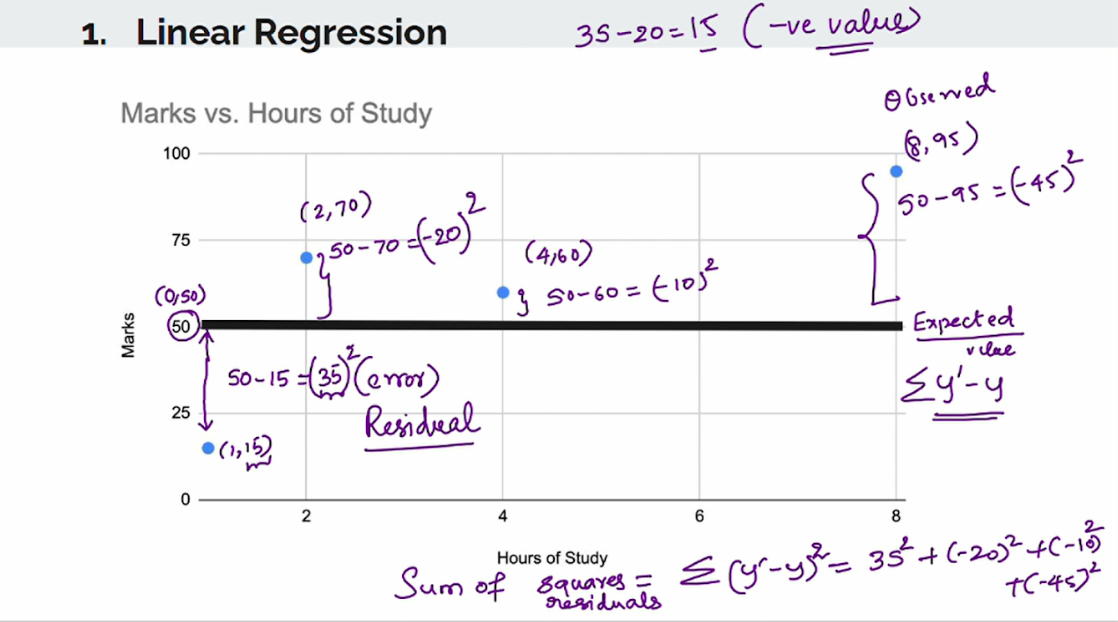 1. Linear Regression
35-20=15 (-ve value)
Marks vs. Hours of Study
Observed
(8,95)
100
50-95 = (-45)²
(2,70)
50-70 = (-20)²
75
(4,60)
50-60 = (-10)²
(0,50)
50
Expected
value
Σy'-y
Marks
50-15 = (35)² (error)
Residual
25
(1,15)
0
2
4
6
8
Hours of Study
Sum of squares = Σ(y'-y)² = 35² + (-20)² + (-10)²
residuals
+(-45)²